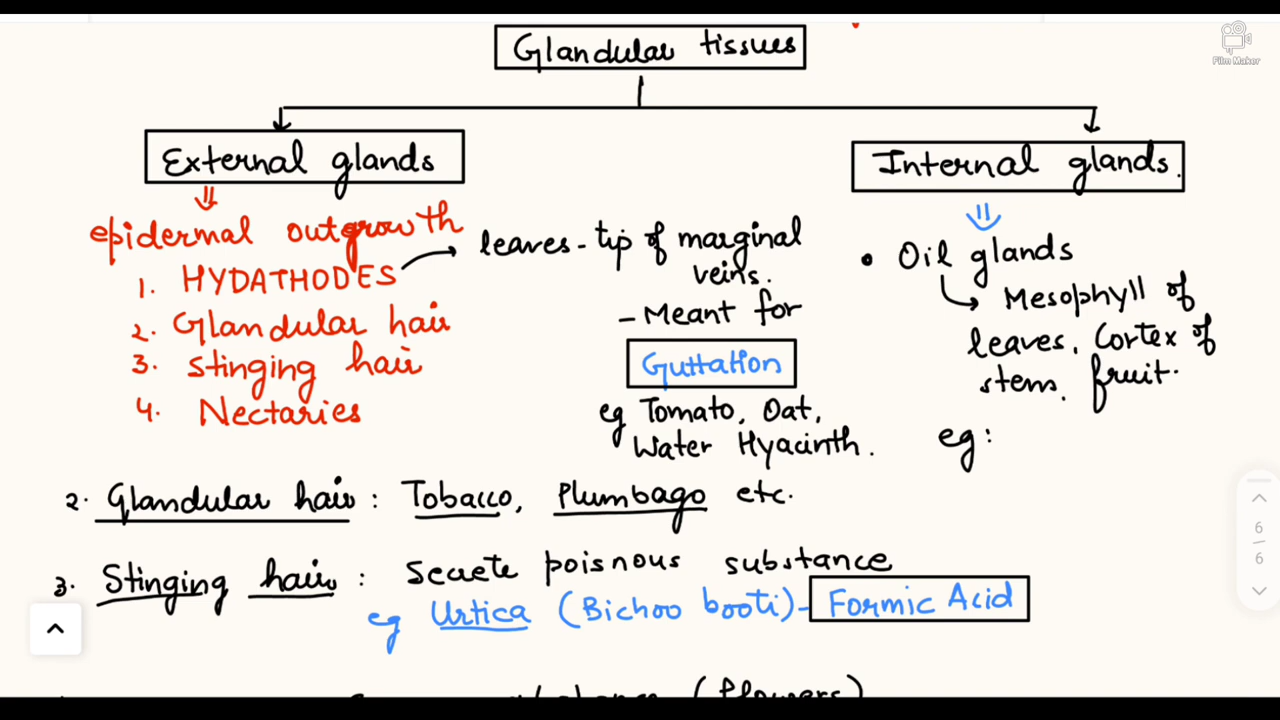 Glandular tissues
Film Maker
External glands
Internal glands.
epidermal outgrowth
1. HYDATHODES
2. Glandular hair
3. Stinging hair
4. Nectaries
leaves - tip of marginal
veins.
- Meant for
Guttation
eg Tomato, Oat,
Water Hyacinth.
• Oil glands
Mesophyll of
leaves, Cortex of
stem, fruit.
eg:
2. Glandular hair : Tobacco, Plumbago etc.
3. Stinging hair : Secrete poisnous substance
eg Urtica (Bichoo booti) - Formic Acid
6
6
(flowers)